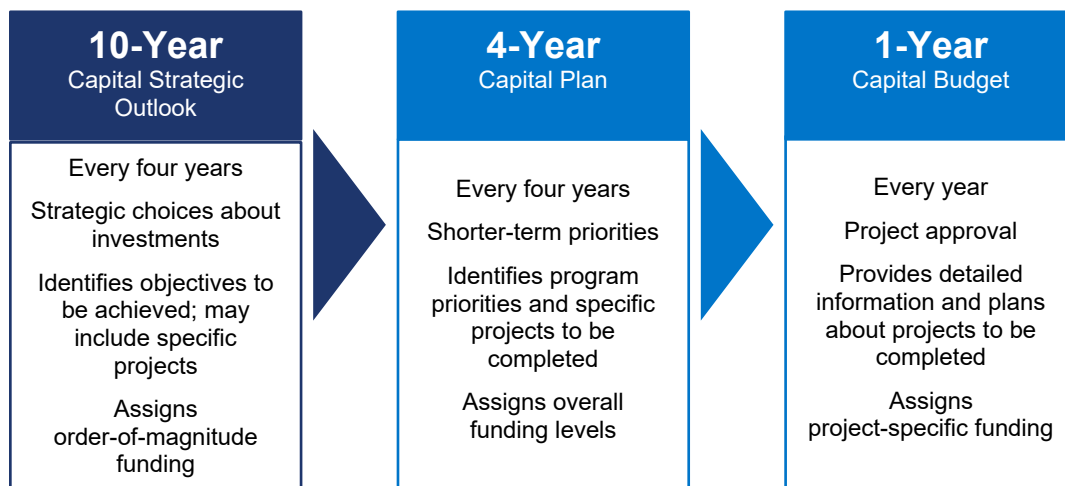 10-Year
Capital Strategic
Outlook
Every four years
Strategic choices about
investments
Identifies objectives to
be achieved; may
include specific
projects
Assigns
order-of-magnitude
funding
4-Year
Capital Plan
Every four years
Shorter-term priorities
Identifies program
priorities and specific
projects to be
completed
Assigns overall
funding levels
1-Year
Capital Budget
Every year
Project approval
Provides detailed
information and plans
about projects to be
completed
Assigns
project-specific funding